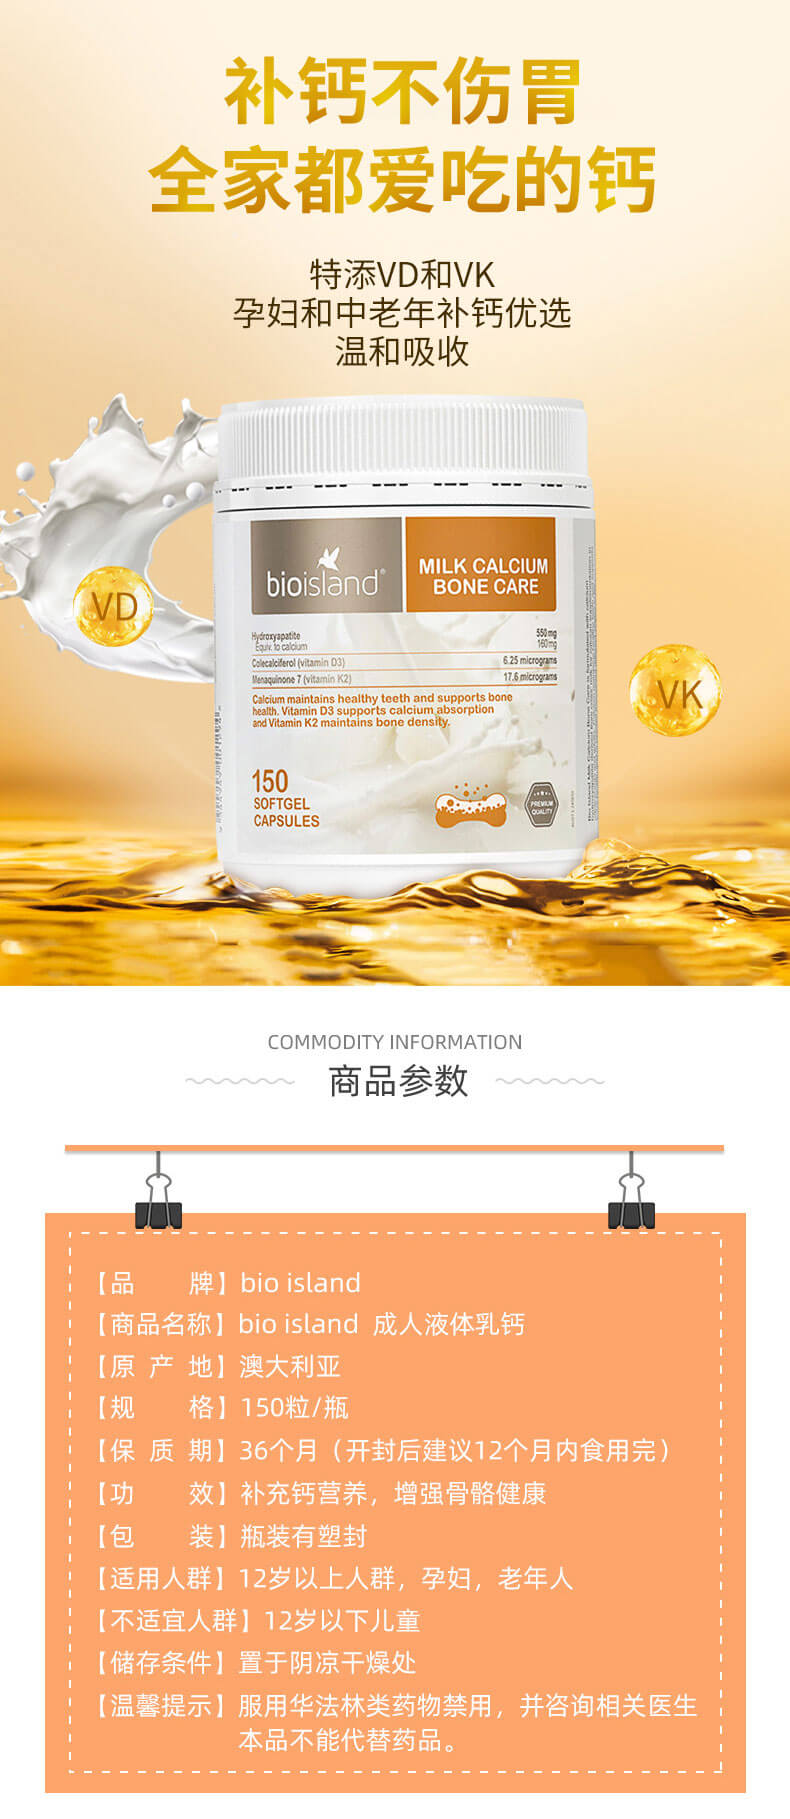 补钙不伤胃
全家都爱吃的钙
特添VD和VK
孕妇和中老年补钙优选
温和吸收
VD
VK
bioisland®
MILK CALCIUM
BONE CARE
Hydroxyapatite 550 mg
Equiv. to calcium 160 mg
Colecalciferol (vitamin D3) 6.25 micrograms
Menaquinone 7 (vitamin K2) 17.6 micrograms
Calcium maintains healthy teeth and supports bone
health. Vitamin D3 supports calcium absorption
and Vitamin K2 maintains bone density.
150
SOFTGEL
CAPSULES
PREMIUM
QUALITY
COMMODITY INFORMATION
商品参数
【品 牌】bio island
【商品名称】bio island 成人液体乳钙
【原 产 地】澳大利亚
【规 格】150粒/瓶
【保 质 期】36个月（开封后建议12个月内食用完）
【功 效】补充钙营养，增强骨骼健康
【包 装】瓶装有塑封
【适用人群】12岁以上人群，孕妇，老年人
【不适宜人群】12岁以下儿童
【储存条件】置于阴凉干燥处
【温馨提示】服用华法林类药物禁用，并咨询相关医生
本品不能代替药品。